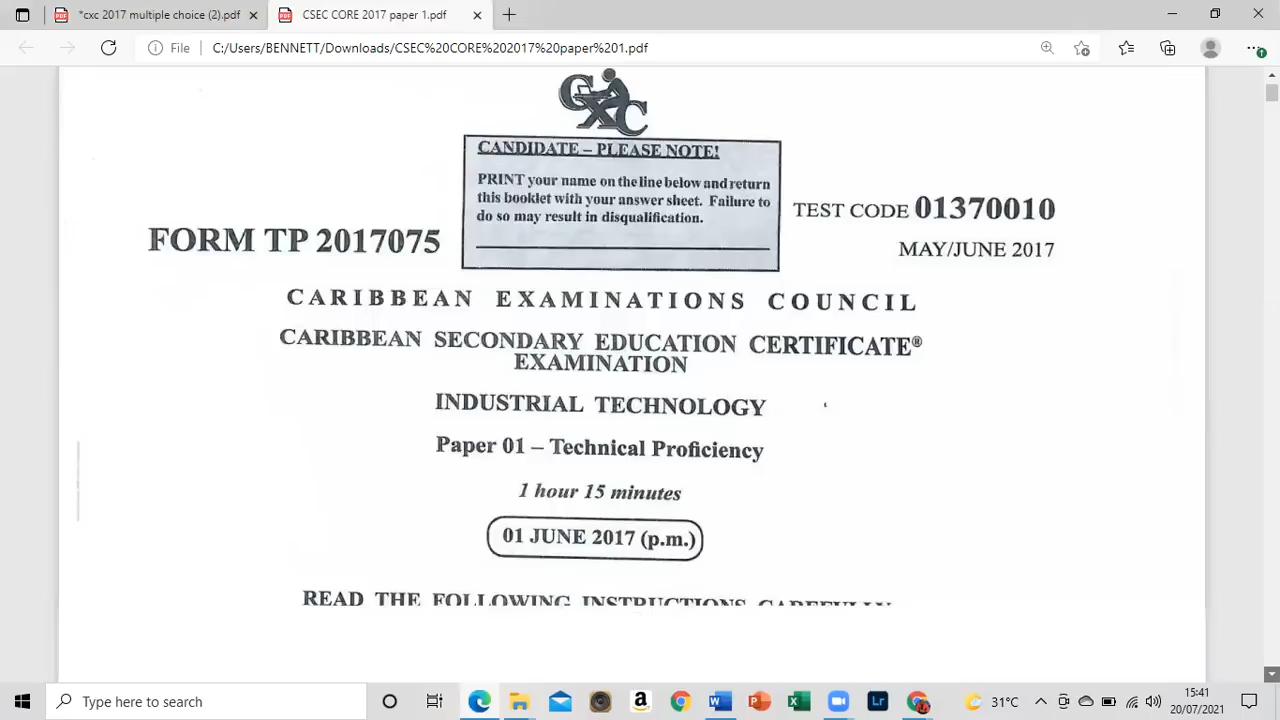 *cxc 2017 multiple choice (2).pdf
CSEC CORE 2017 paper 1.pdf
File
C:/Users/BENNETT/Downloads/CSEC%20CORE%202017%20paper%201.pdf
CXC
CANDIDATE – PLEASE NOTE!
PRINT your name on the line below and return
this booklet with your answer sheet. Failure to
do so may result in disqualification.
TEST CODE 01370010
FORM TP 2017075
MAY/JUNE 2017
CARIBBEAN EXAMINATIONS COUNCIL
CARIBBEAN SECONDARY EDUCATION CERTIFICATE®
EXAMINATION
INDUSTRIAL TECHNOLOGY
Paper 01 – Technical Proficiency
1 hour 15 minutes
01 JUNE 2017 (p.m.)
READ THE FOLLOWING INSTRUCTIONS CAREFULLY
Type here to search
31°C
15:41
20/07/2021